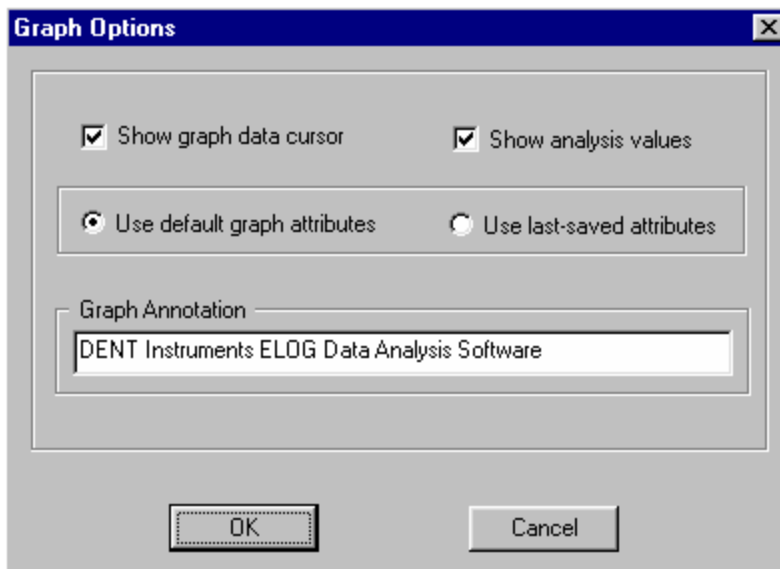 Graph Options
Show graph data cursor
Show analysis values
Use default graph attributes
Use last-saved attributes
Graph Annotation
DENT Instruments ELOG Data Analysis Software
OK
Cancel